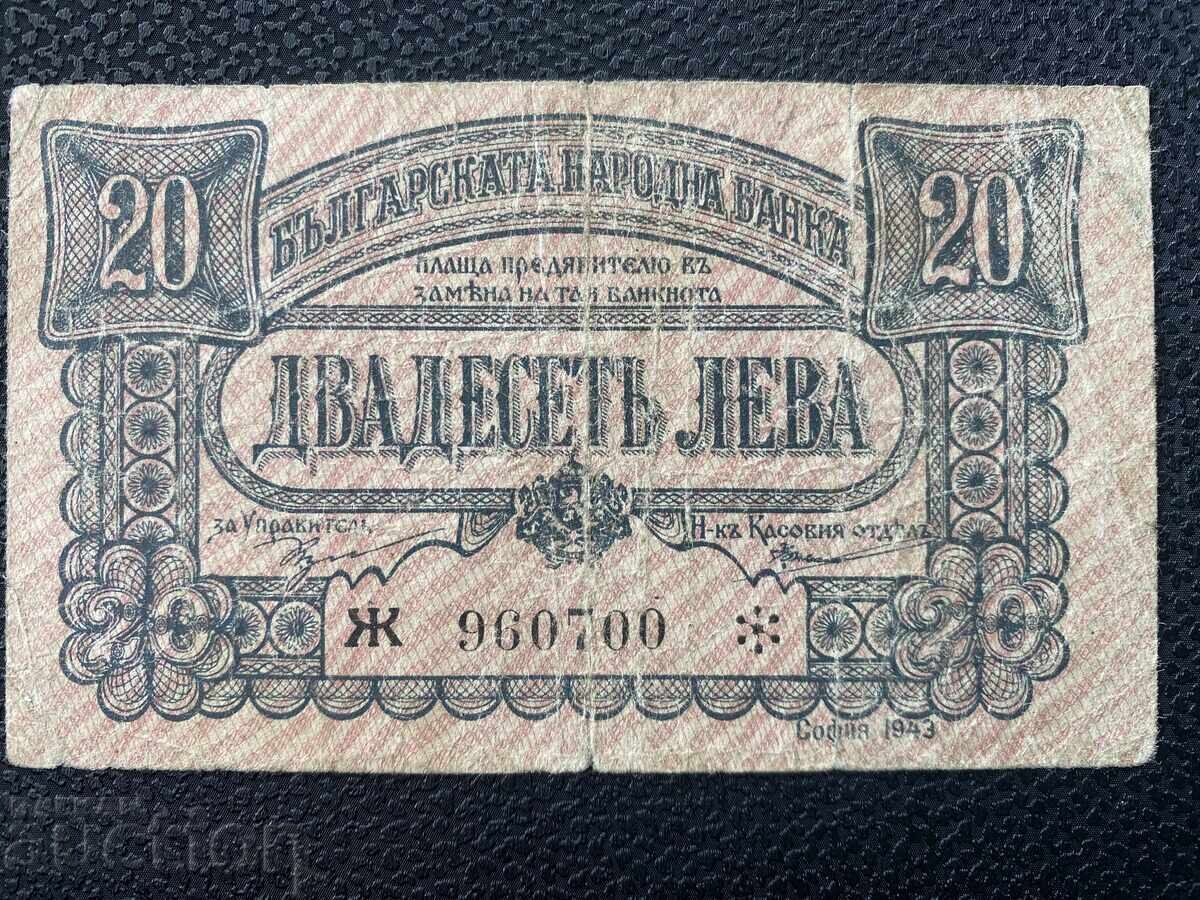 20
20
БЪЛГАРСКАТА НАРОДНА БАНКА
ПЛАЩА ПРЕДЯВИТЕЛЮ ВЪ
ЗАМѢНА НА ТАЯ БАНКНОТА
ДВАДЕСЕТЬ ЛЕВА
за Управитель,
Н-къ Касовия отдѣлъ
Ж 960700
20
20
София 1943
auction